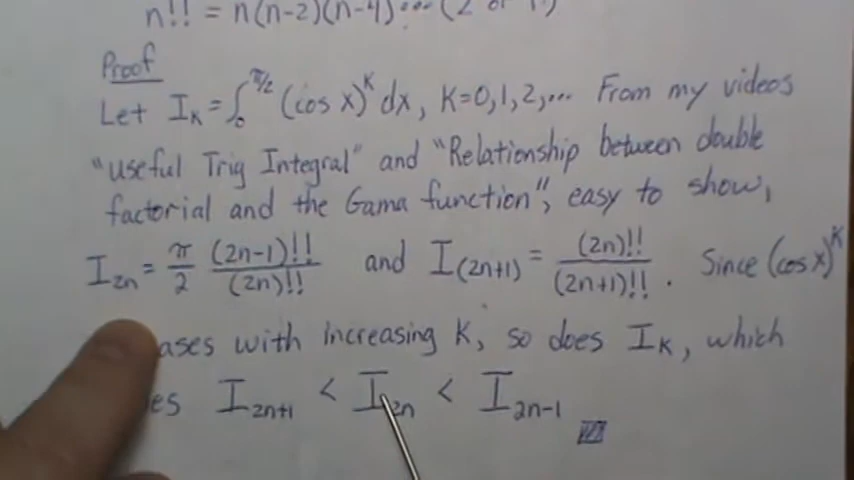 n!! = n(n-2)(n-4)...(2 or 1)
Proof
Let I_K = ∫_0^{π/2} (cos x)^K dx, K=0,1,2,... From my videos
"Useful Trig Integral" and "Relationship between double
factorial and the Gama function", easy to show,
I_{2n} = π/2 (2n-1)!!/(2n)!! and I_{(2n+1)} = (2n)!!/(2n+1)!! . Since (cos x)^K
ases with increasing K, so does I_K, which
es I_{2n+1} < I_{2n} < I_{2n-1}